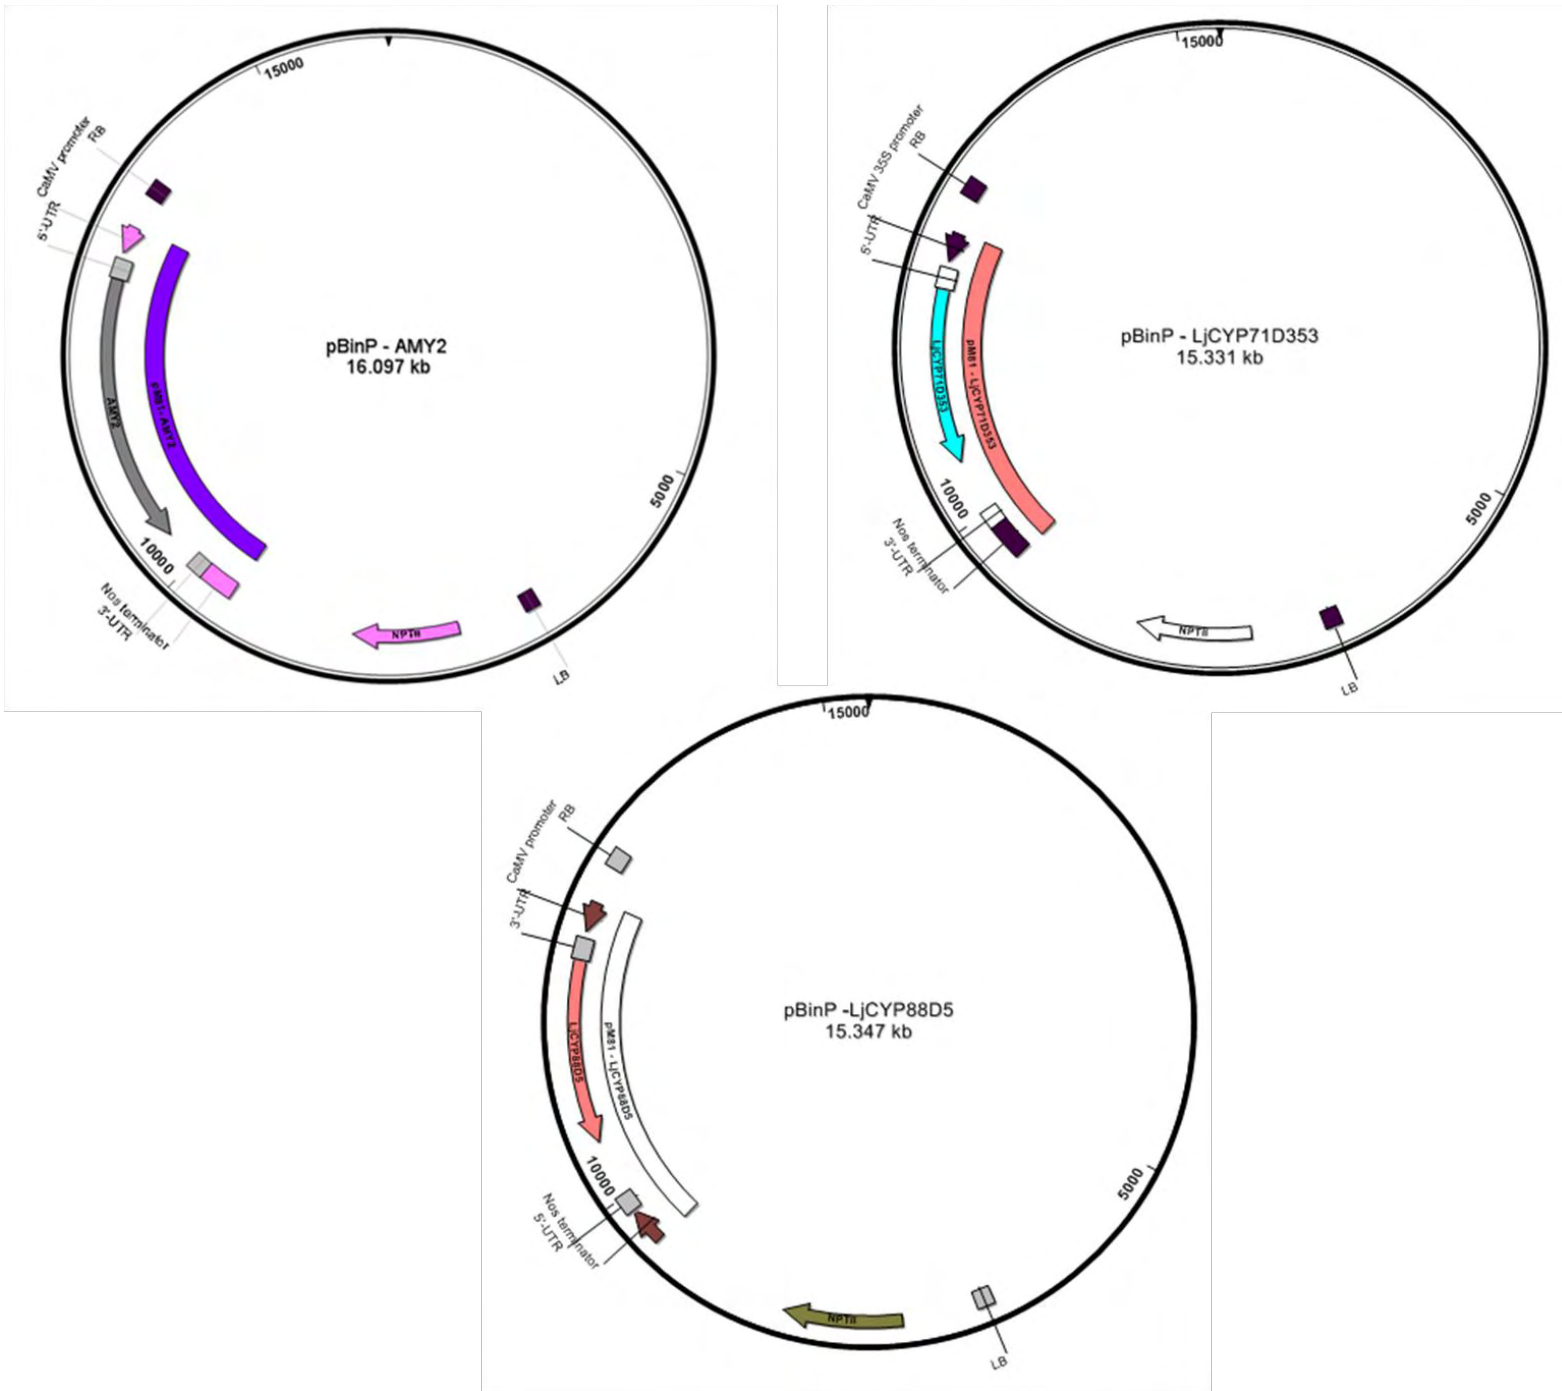 15000
RB
CaMV promoter
5'-UTR
pBinP - AMY2
16.097 kb
AMY2
pM81- AMY2
5000
10000
Nos terminator
3'-UTR
NPTII
LB
15000
RB
CaMV 35S promoter
5'-UTR
pBinP - LjCYP71D353
15.331 kb
LjCYP71D353
pM81 - LjCYP71D353
5000
10000
Nos terminator
3'-UTR
NPTII
LB
15000
RB
CaMV promoter
3'-UTR
pBinP -LjCYP88D5
15.347 kb
LjCYP88D5
pM81 - LjCYP88D5
5000
10000
Nos terminator
5'-UTR
NPTII
LB